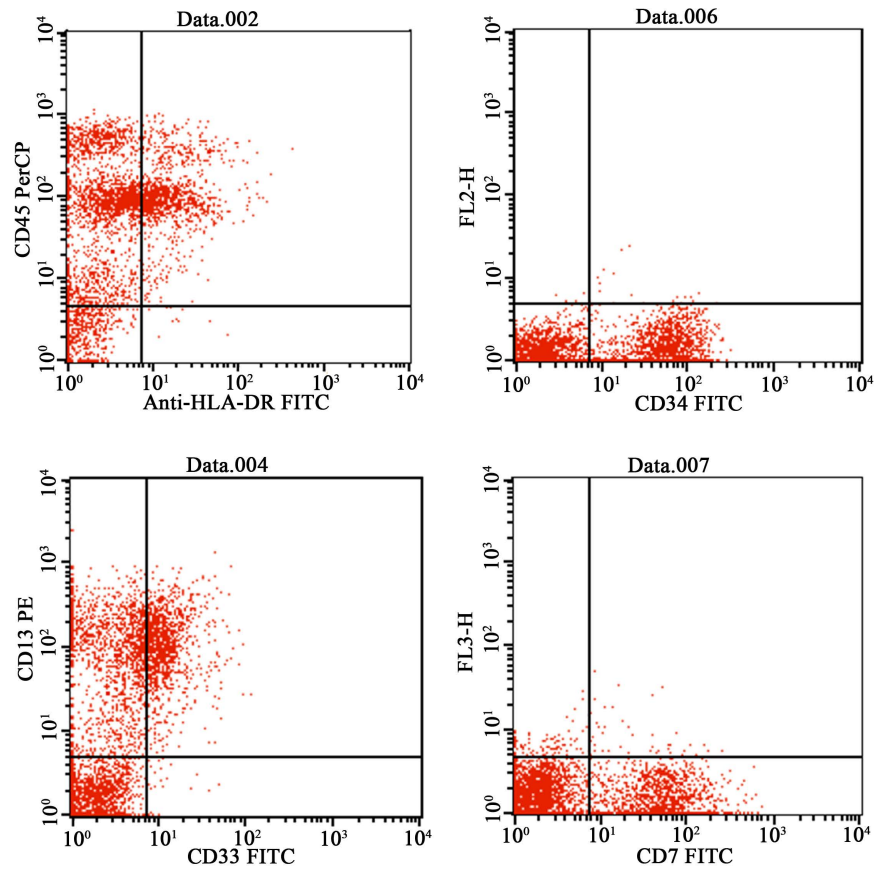 Data.002
CD45 PerCP
10⁰ 10¹ 10² 10³ 10⁴
10⁰ 10¹ 10² 10³ 10⁴
Anti-HLA-DR FITC
Data.006
FL2-H
10⁰ 10¹ 10² 10³ 10⁴
10⁰ 10¹ 10² 10³ 10⁴
CD34 FITC
Data.004
CD13 PE
10⁰ 10¹ 10² 10³ 10⁴
10⁰ 10¹ 10² 10³ 10⁴
CD33 FITC
Data.007
FL3-H
10⁰ 10¹ 10² 10³ 10⁴
10⁰ 10¹ 10² 10³ 10⁴
CD7 FITC